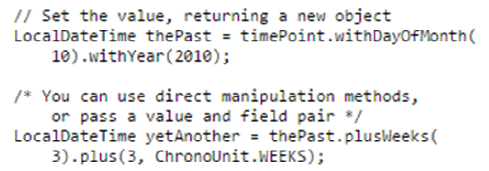 // Set the value, returning a new object
LocalDateTime thePast = timePoint.withDayOfMonth(
    10).withYear(2010);

/* You can use direct manipulation methods,
    or pass a value and field pair */
LocalDateTime yetAnother = thePast.plusWeeks(
    3).plus(3, ChronoUnit.WEEKS);